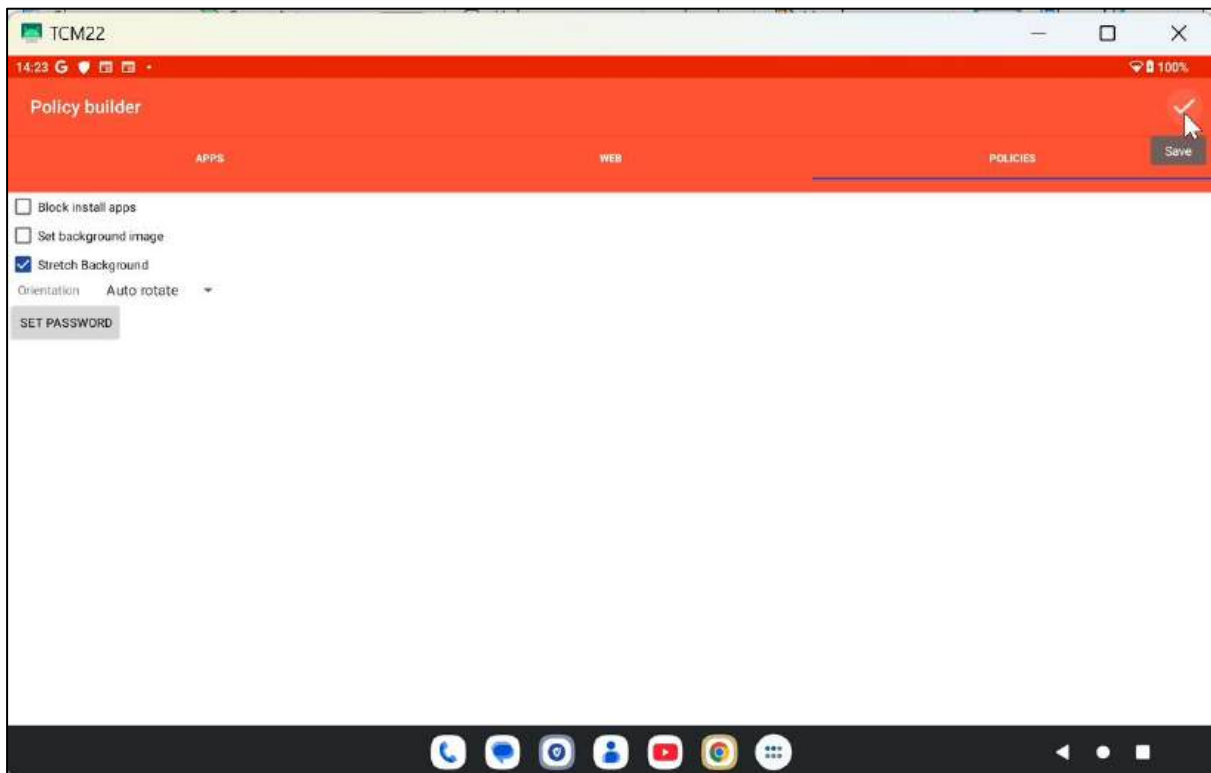 TCM22
14:23 G 100%
Policy builder
APPS WEB POLICIES Save
Block install apps
Set background image
Stretch Background
Orientation Auto rotate
SET PASSWORD